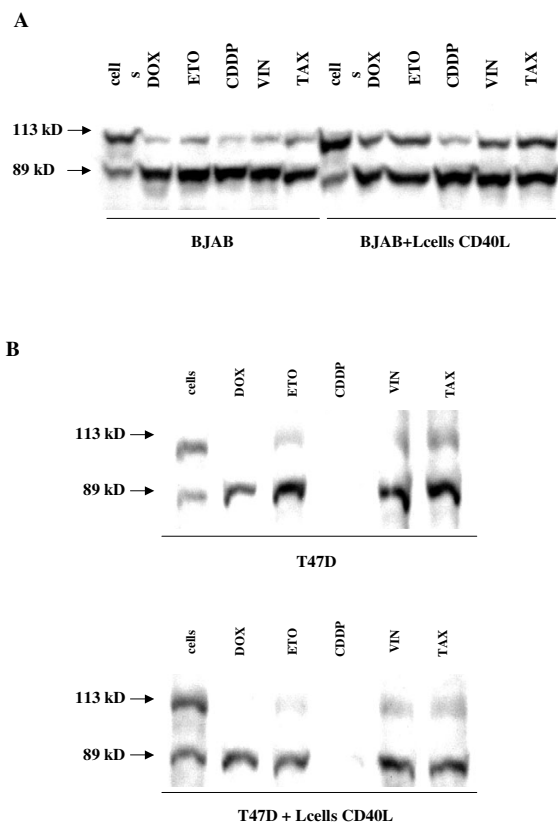 A
cell s DOX ETO CDDP VIN TAX cell s DOX ETO CDDP VIN TAX
113 kD
89 kD
BJAB BJAB+Lcells CD40L
B
cells DOX ETO CDDP VIN TAX
113 kD
89 kD
T47D
cells DOX ETO CDDP VIN TAX
113 kD
89 kD
T47D + Lcells CD40L